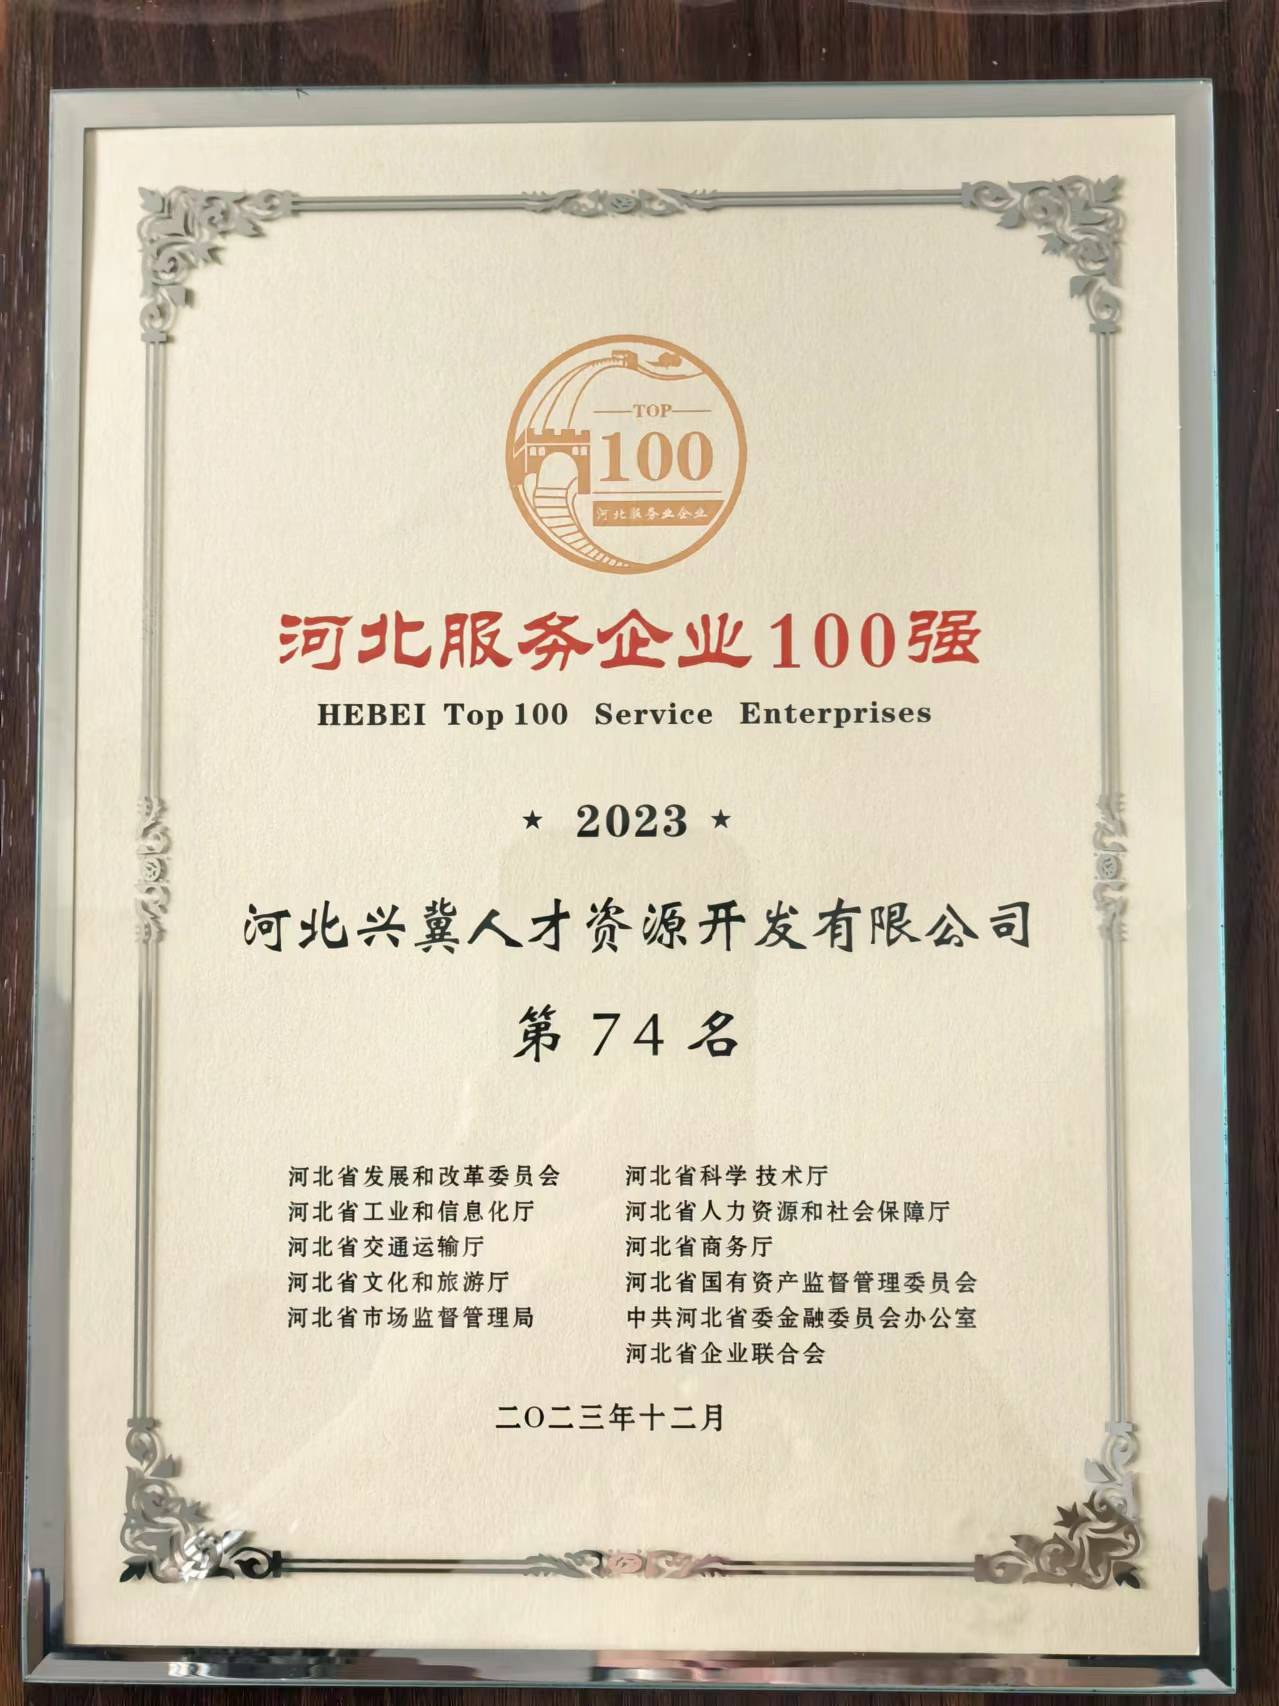 TOP
100
河北服务业企业
河北服务企业100强
HEBEI Top 100 Service Enterprises
★ 2023 ★
河北兴冀人才资源开发有限公司
第 74 名
河北省发展和改革委员会
河北省工业和信息化厅
河北省交通运输厅
河北省文化和旅游厅
河北省市场监督管理局
河北省科学技术厅
河北省人力资源和社会保障厅
河北省商务厅
河北省国有资产监督管理委员会
中共河北省委金融委员会办公室
河北省企业联合会
二〇二三年十二月